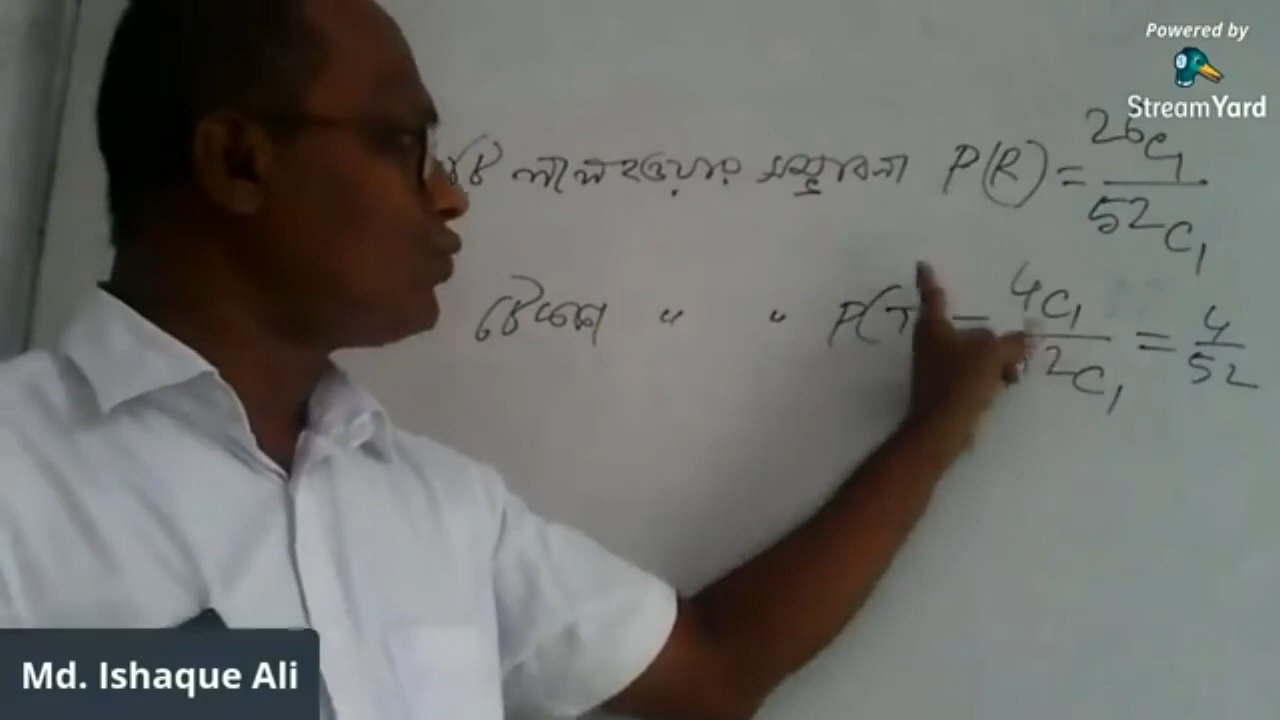 Powered by
StreamYard
টি লাল হওয়ার সম্ভাবনা P(R) = 26C1 / 52C1
টেক্কা " " P(T) = 4C1 / 52C1 = 4 / 52
Md. Ishaque Ali